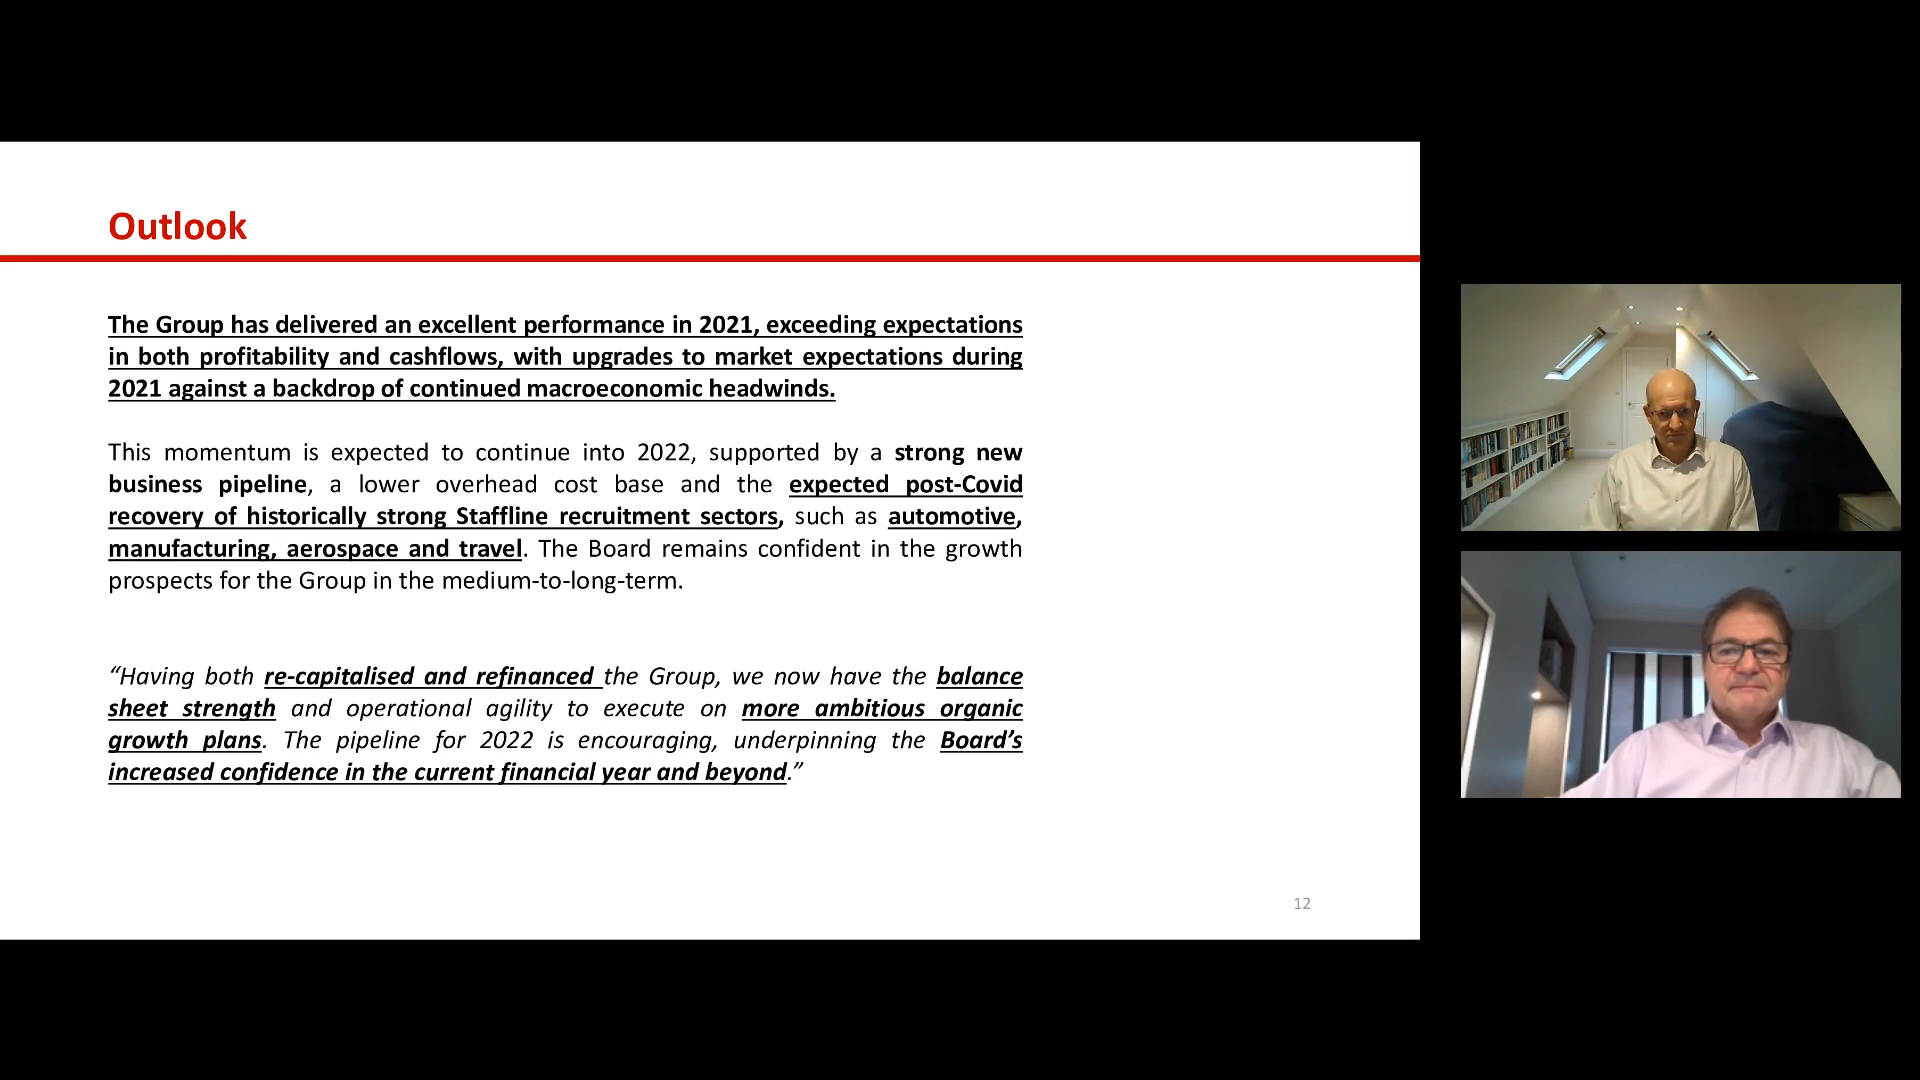 Outlook
The Group has delivered an excellent performance in 2021, exceeding expectations
in both profitability and cashflows, with upgrades to market expectations during
2021 against a backdrop of continued macroeconomic headwinds.
This momentum is expected to continue into 2022, supported by a strong new
business pipeline, a lower overhead cost base and the expected post-Covid
recovery of historically strong Staffline recruitment sectors, such as automotive,
manufacturing, aerospace and travel. The Board remains confident in the growth
prospects for the Group in the medium-to-long-term.
“Having both re-capitalised and refinanced the Group, we now have the balance
sheet strength and operational agility to execute on more ambitious organic
growth plans. The pipeline for 2022 is encouraging, underpinning the Board’s
increased confidence in the current financial year and beyond.”
12